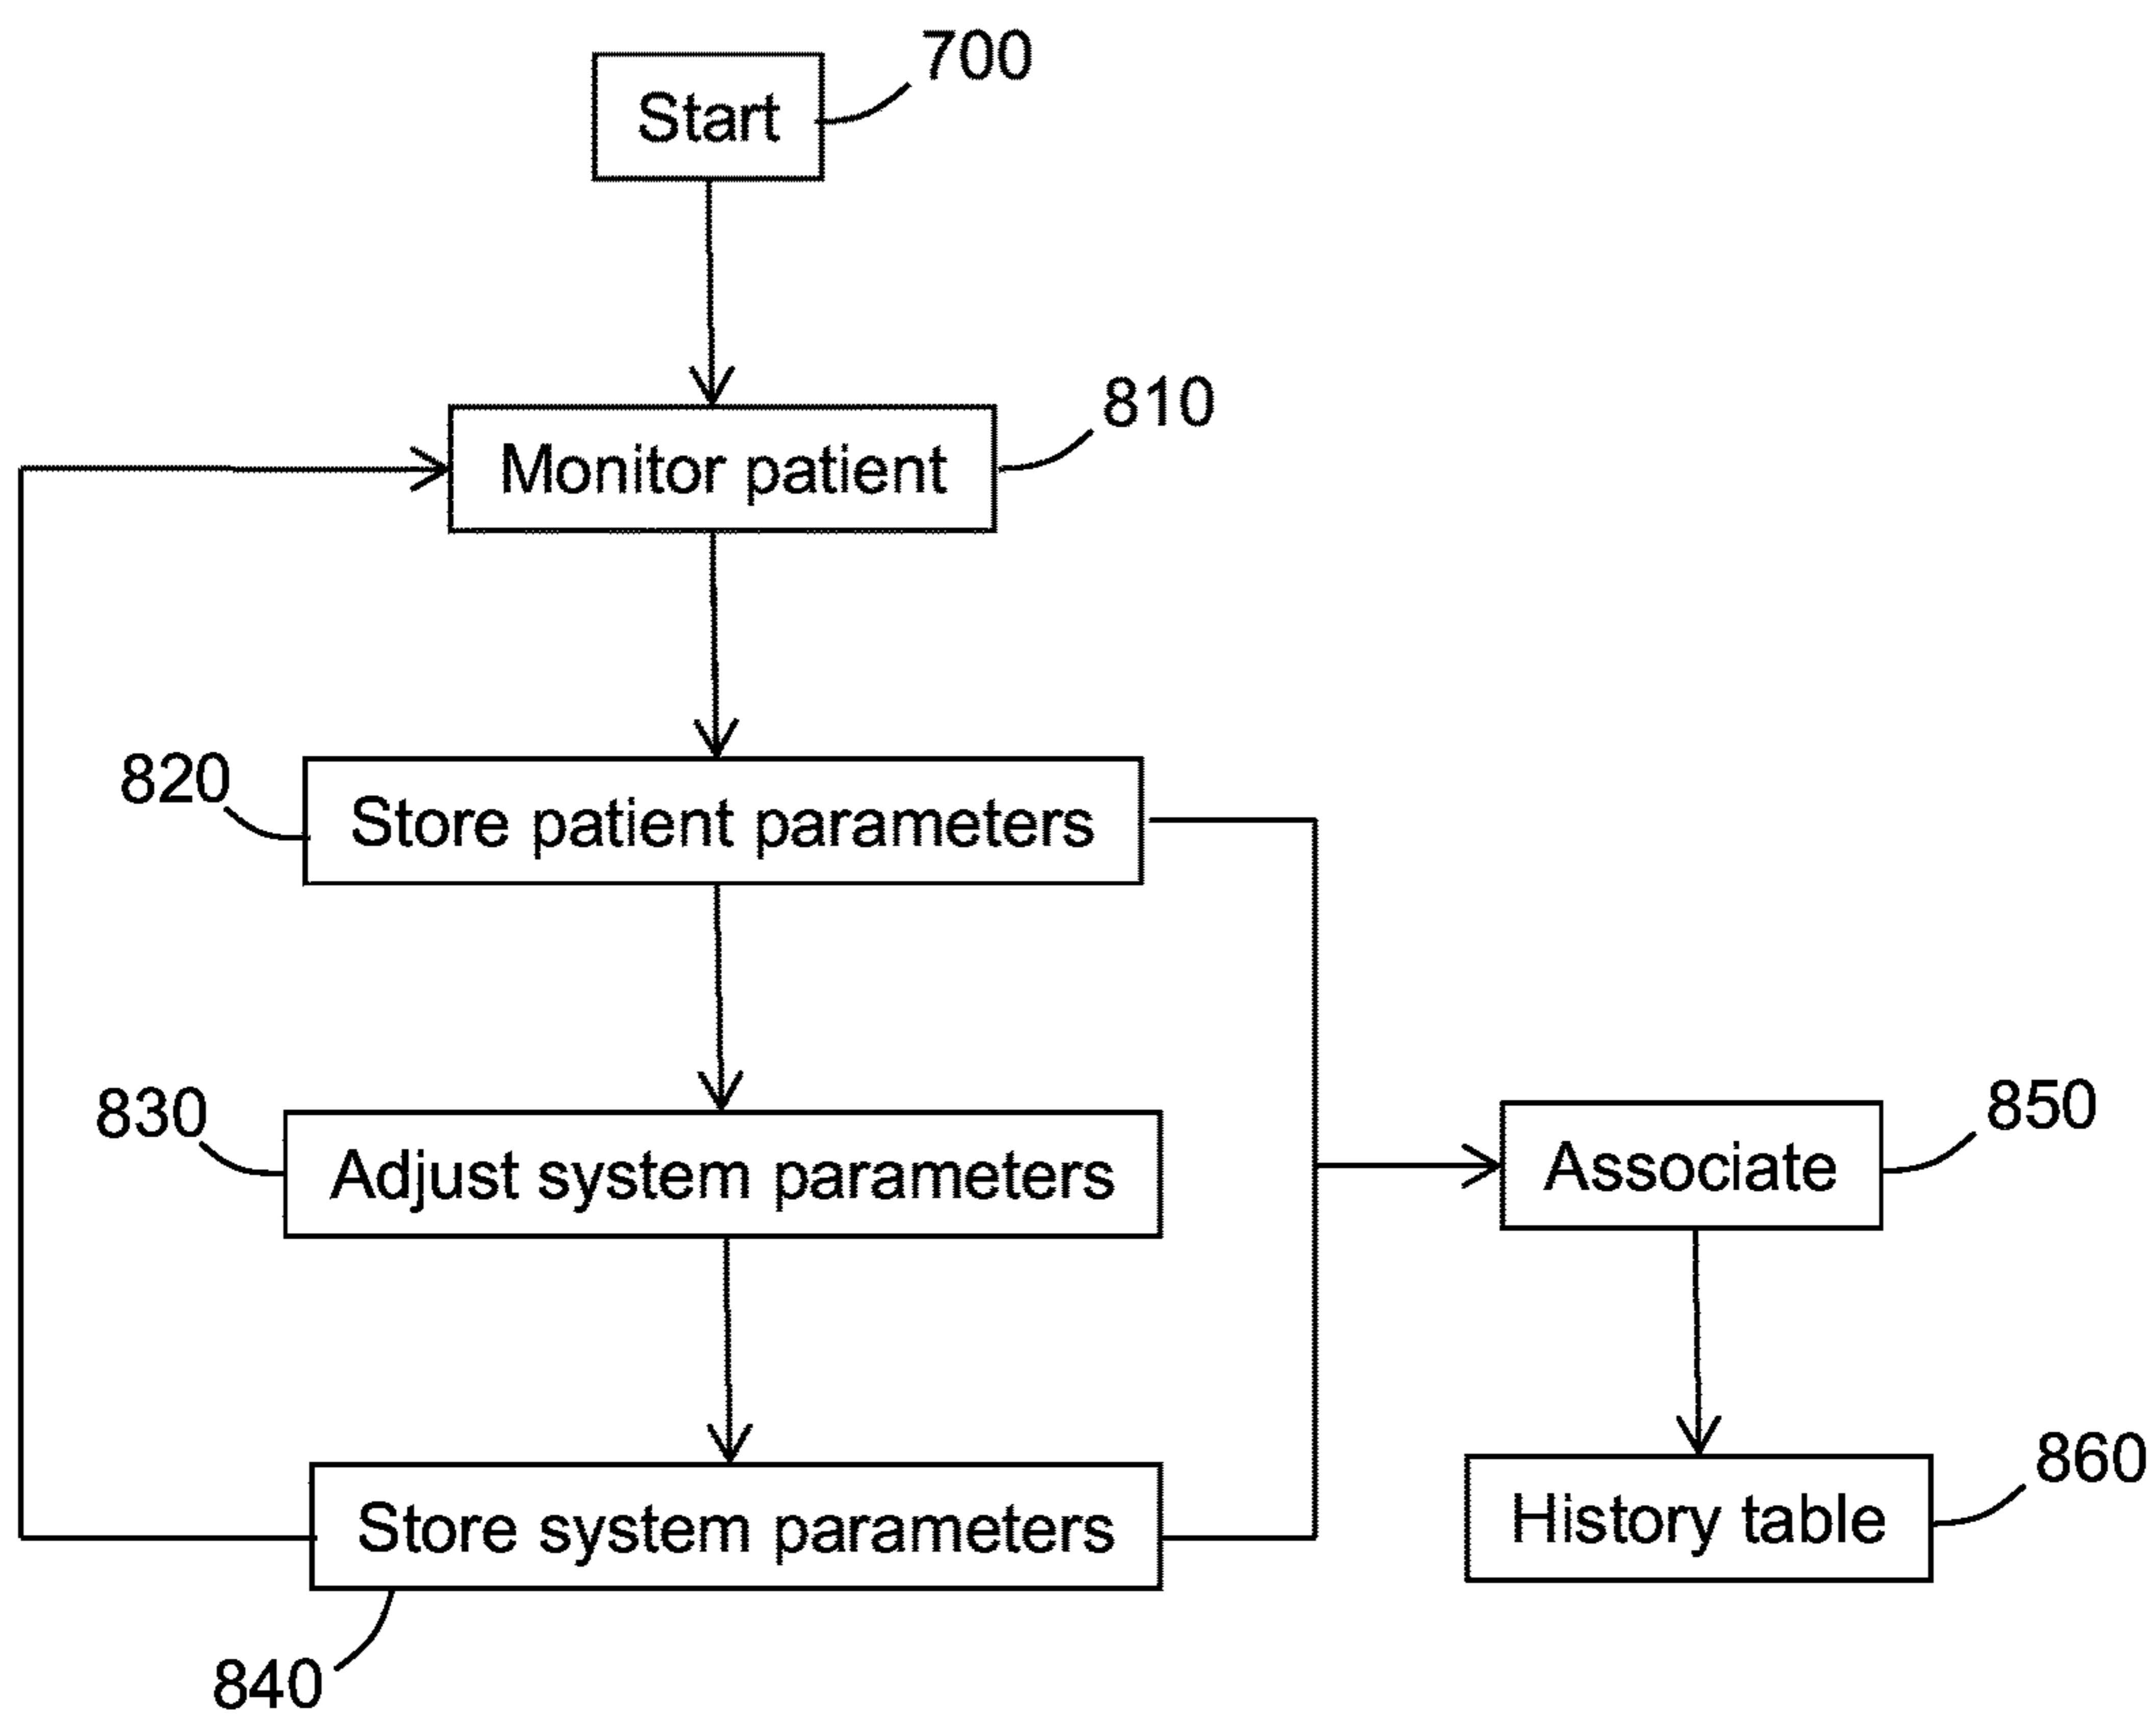 700
Start
810
Monitor patient
820
Store patient parameters
830
Adjust system parameters
850
Associate
860
History table
Store system parameters
840